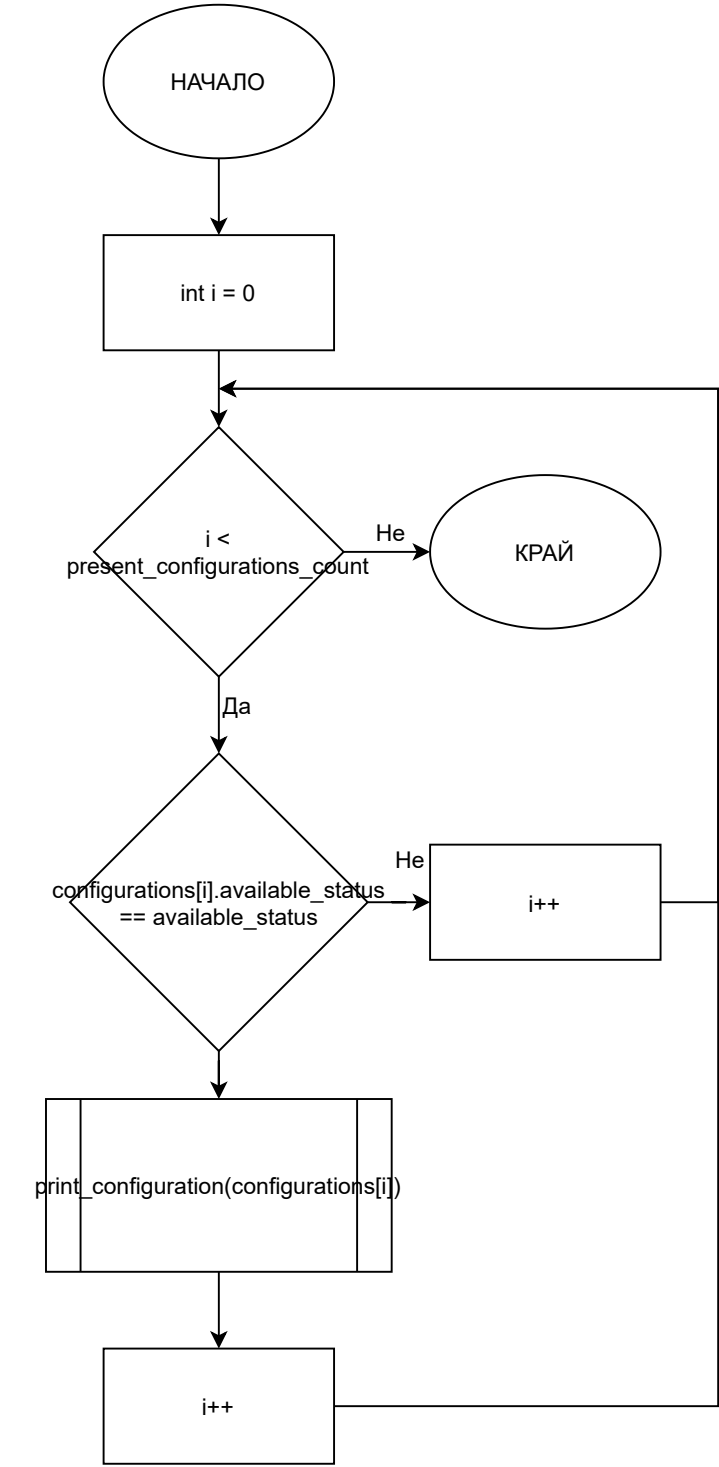 НАЧАЛО
int i = 0
i <
present_configurations_count
Не
КРАЙ
Да
configurations[i].available_status
== available_status
Не
i++
print_configuration(configurations[i])
i++